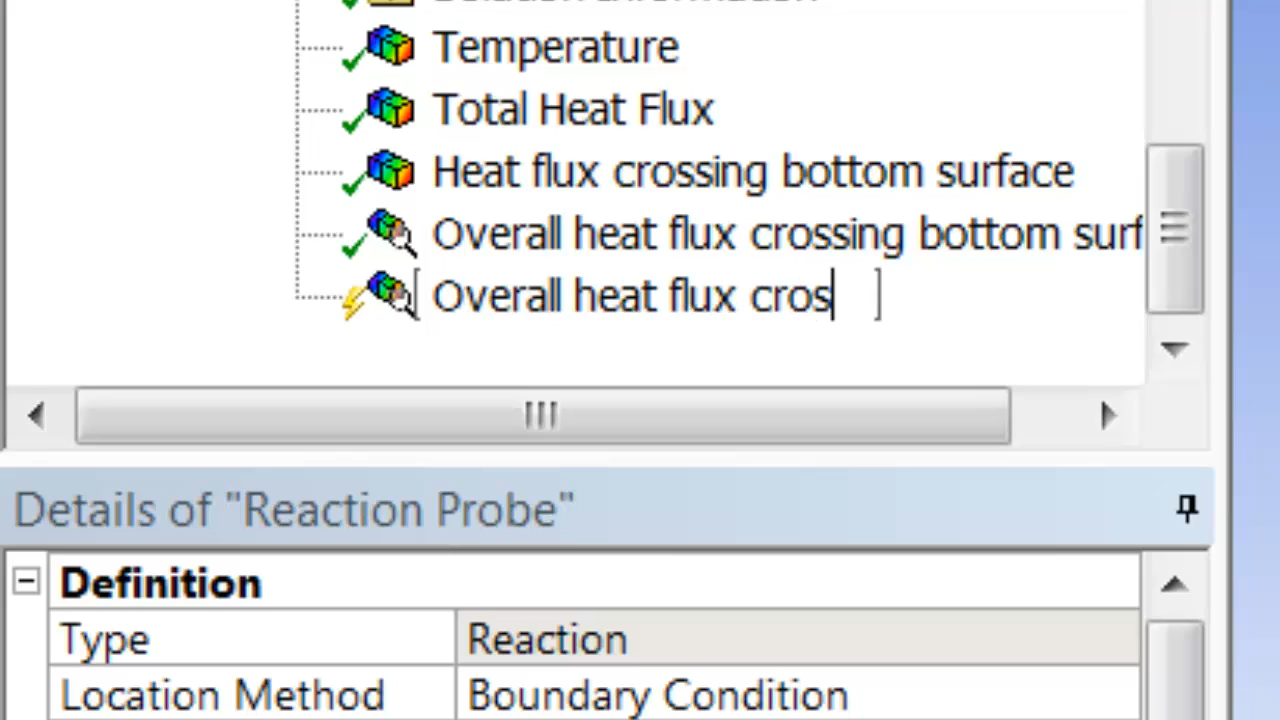 Temperature
Total Heat Flux
Heat flux crossing bottom surface
Overall heat flux crossing bottom surf
Overall heat flux cros
Details of "Reaction Probe"
Definition
Type Reaction
Location Method Boundary Condition